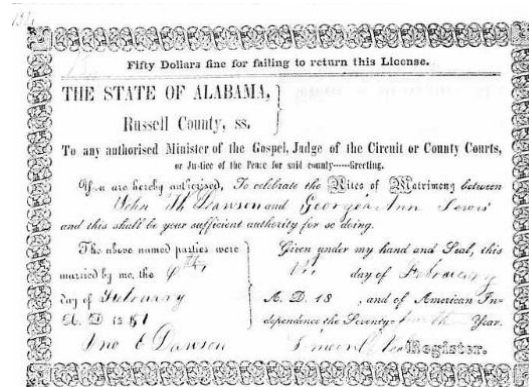 Fifty Dollars fine for failing to return this License.
THE STATE OF ALABAMA,
Russell County, ss.
To any authorised Minister of the Gospel, Judge of the Circuit or County Courts,
or Justice of the Peace for said county-----Greeting.
You are hereby authorised, To celebrate the Rites of Matrimony between
John Th Dawson and Georgia Ann Lewis
and this shall be your sufficient authority for so doing.
The above named parties were
married by me, the
day of February
A. D 18 51
Jno E Dawson
Given under my hand and Seal, this
day of February
A. D. 18 , and of American In-
dependence the Seventy- Year.
Simeon Register.